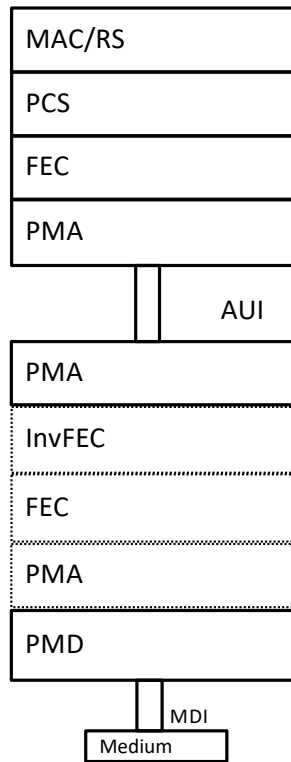 MAC/RS
PCS
FEC
PMA
AUI
PMA
InvFEC
FEC
PMA
PMD
MDI
Medium